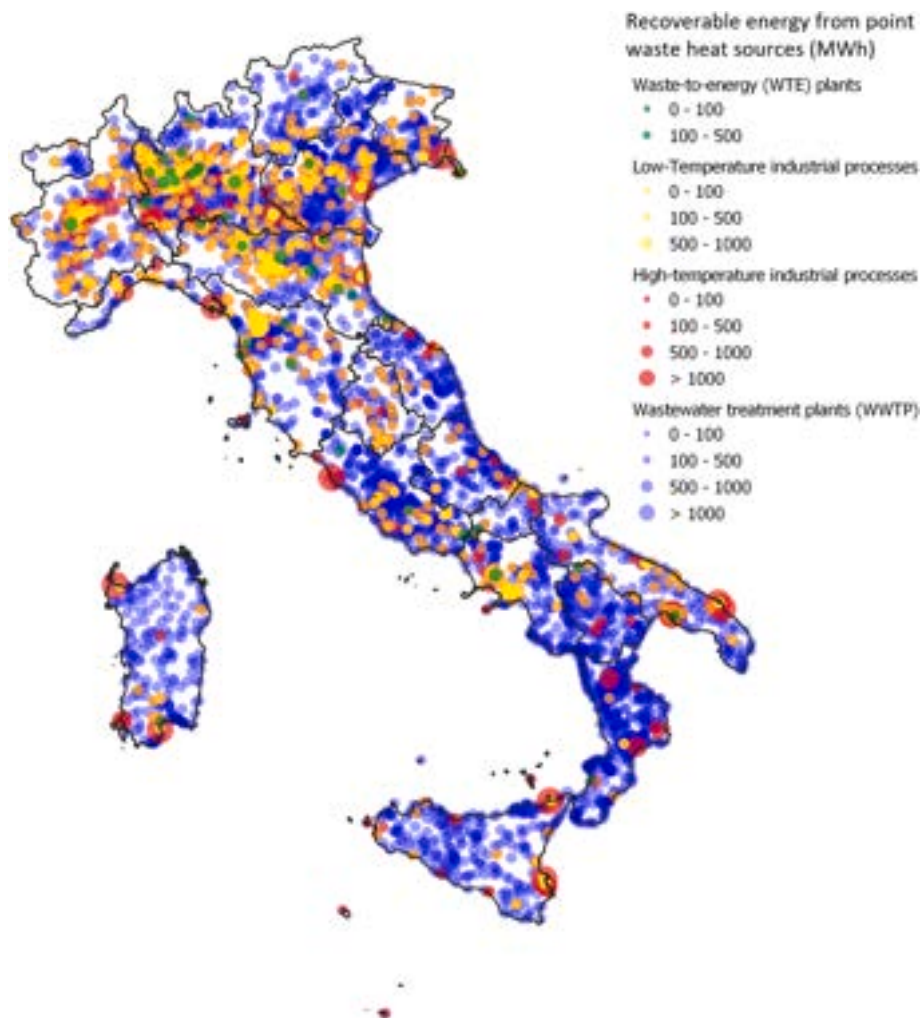 Recoverable energy from point
waste heat sources (MWh)
Waste-to-energy (WTE) plants
0 - 100
100 - 500
Low-Temperature industrial processes
0 - 100
100 - 500
500 - 1000
High-temperature industrial processes
0 - 100
100 - 500
500 - 1000
> 1000
Wastewater treatment plants (WWTP)
0 - 100
100 - 500
500 - 1000
> 1000